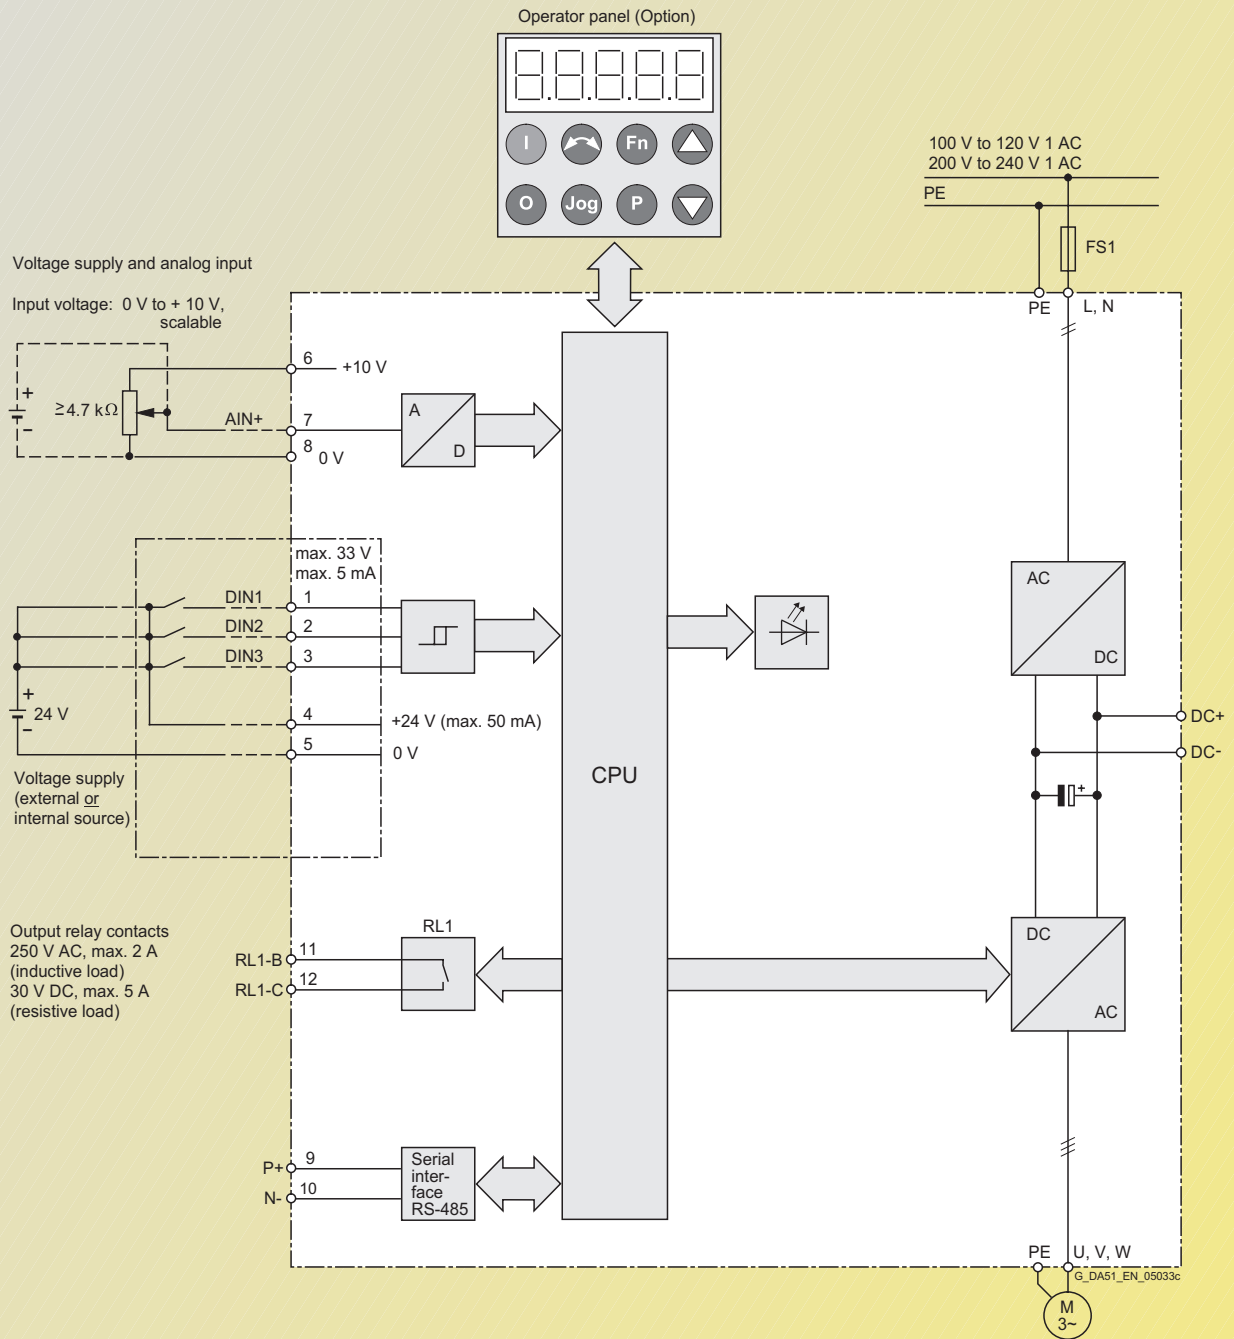 Operator panel (Option)
8.8.8.8.8
I
Fn
O
Jog
P
100 V to 120 V 1 AC
200 V to 240 V 1 AC
PE
FS1
PE
L, N
Voltage supply and analog input
Input voltage: 0 V to + 10 V,
scalable
+
≥4.7 kΩ
-
6
+10 V
AIN+
7
8
0 V
A
D
max. 33 V
max. 5 mA
DIN1
1
DIN2
2
DIN3
3
+
24 V
-
4
+24 V (max. 50 mA)
5
0 V
Voltage supply
(external or
internal source)
CPU
AC
DC
DC+
DC-
+
Output relay contacts
250 V AC, max. 2 A
(inductive load)
30 V DC, max. 5 A
(resistive load)
RL1
RL1-B
11
RL1-C
12
DC
AC
P+
9
N-
10
Serial
inter-
face
RS-485
PE
U, V, W
G_DA51_EN_05033c
M
3~